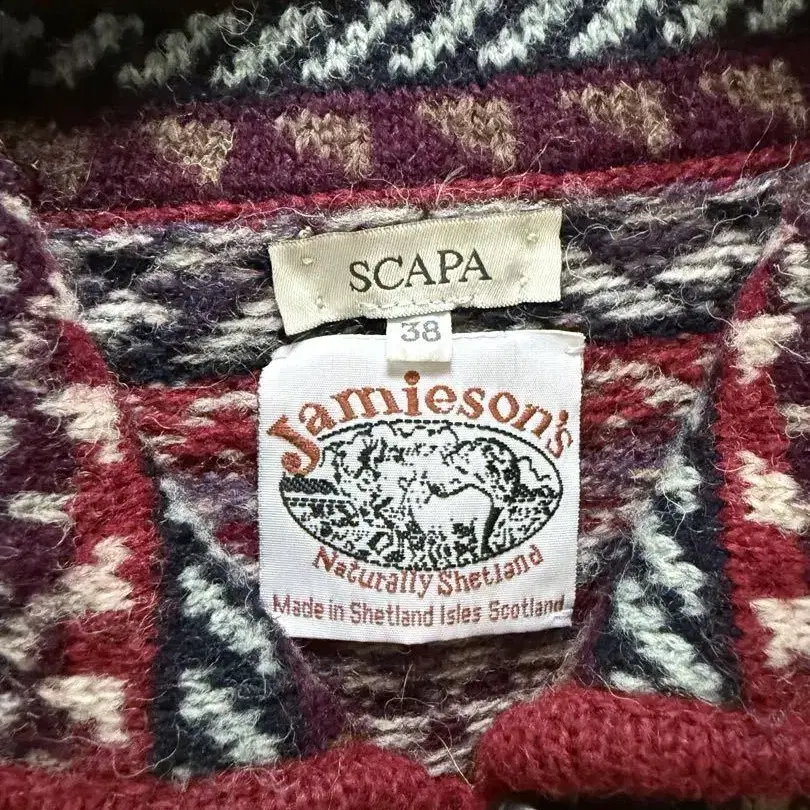 SCAPA
38
Jamieson's
Naturally Shetland
Made in Shetland Isles Scotland